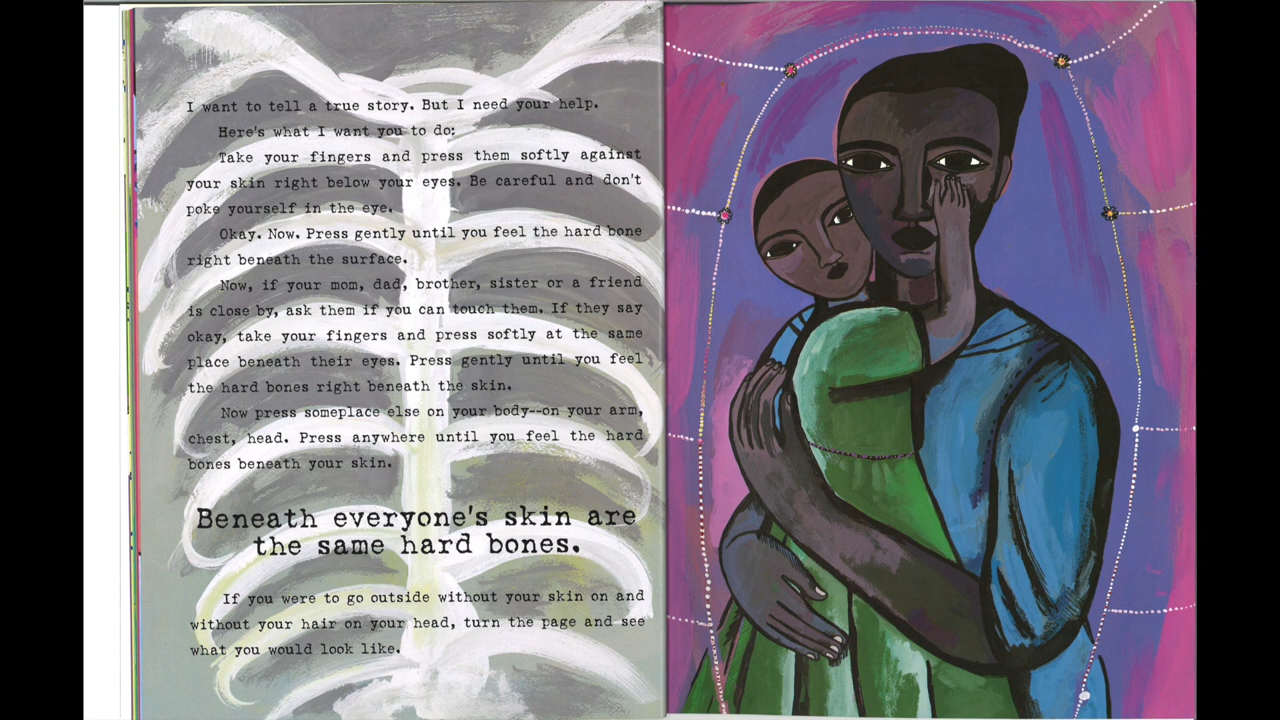 I want to tell a true story. But I need your help.
Here's what I want you to do:
Take your fingers and press them softly against
your skin right below your eyes. Be careful and don't
poke yourself in the eye.
Okay. Now. Press gently until you feel the hard bone
right beneath the surface.
Now, if your mom, dad, brother, sister or a friend
is close by, ask them if you can touch them. If they say
okay, take your fingers and press softly at the same
place beneath their eyes. Press gently until you feel
the hard bones right beneath the skin.
Now press someplace else on your body--on your arm,
chest, head. Press anywhere until you feel the hard
bones beneath your skin.
Beneath everyone's skin are
the same hard bones.
If you were to go outside without your skin on and
without your hair on your head, turn the page and see
what you would look like.